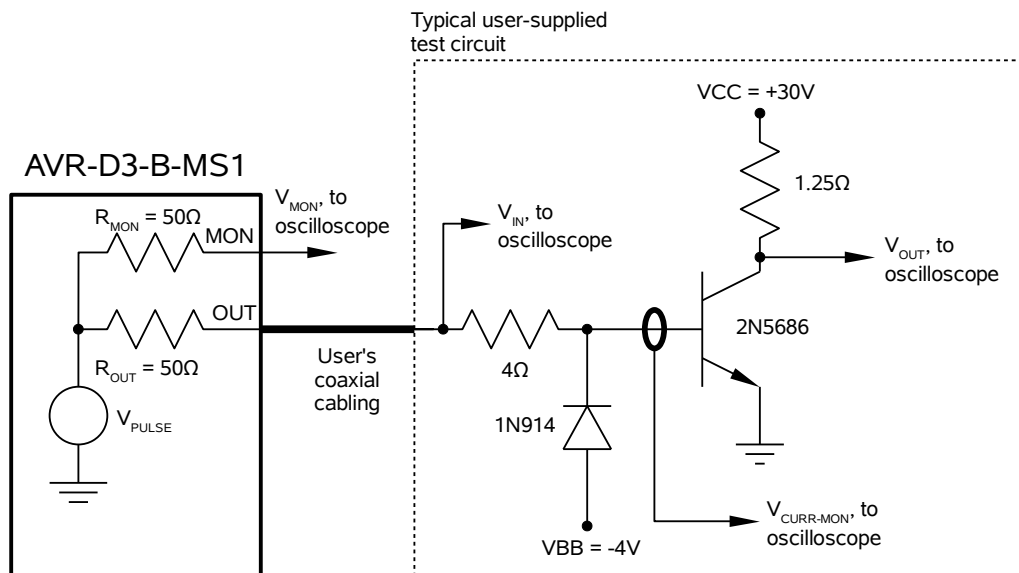 Typical user-supplied
test circuit
VCC = +30V
AVR-D3-B-MS1
1.25Ω
V_MON, to
oscilloscope
R_MON = 50Ω
MON
V_IN, to
oscilloscope
V_OUT, to
oscilloscope
OUT
2N5686
R_OUT = 50Ω
User's
coaxial
cabling
4Ω
V_PULSE
1N914
VBB = -4V
V_CURR-MON, to
oscilloscope